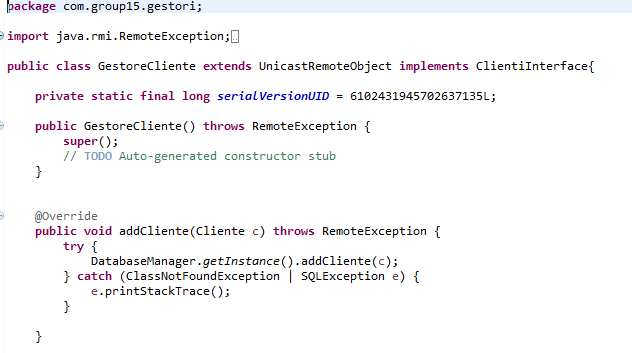 package com.group15.gestori;
import java.rmi.RemoteException;
public class GestoreCliente extends UnicastRemoteObject implements ClientiInterface{
private static final long serialVersionUID = 6102431945702637135L;
public GestoreCliente() throws RemoteException {
super();
// TODO Auto-generated constructor stub
}
@Override
public void addCliente(Cliente c) throws RemoteException {
try {
DatabaseManager.getInstance().addCliente(c);
} catch (ClassNotFoundException | SQLException e) {
e.printStackTrace();
}
}